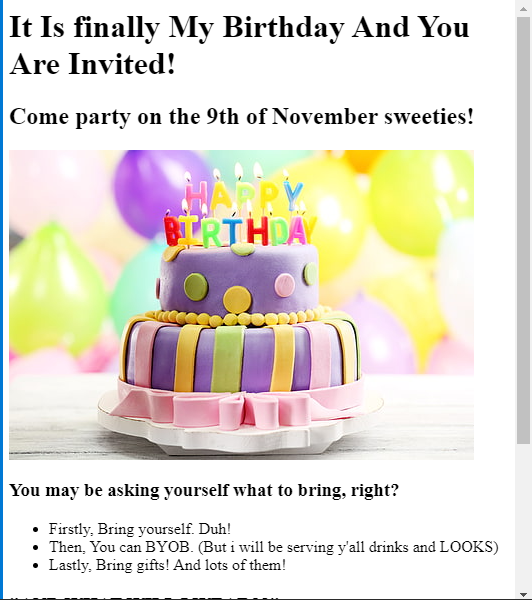 It Is finally My Birthday And You
Are Invited!
Come party on the 9th of November sweeties!
HAPPY
BIRTHDAY
You may be asking yourself what to bring, right?
Firstly, Bring yourself. Duh!
Then, You can BYOB. (But i will be serving y'all drinks and LOOKS)
Lastly, Bring gifts! And lots of them!